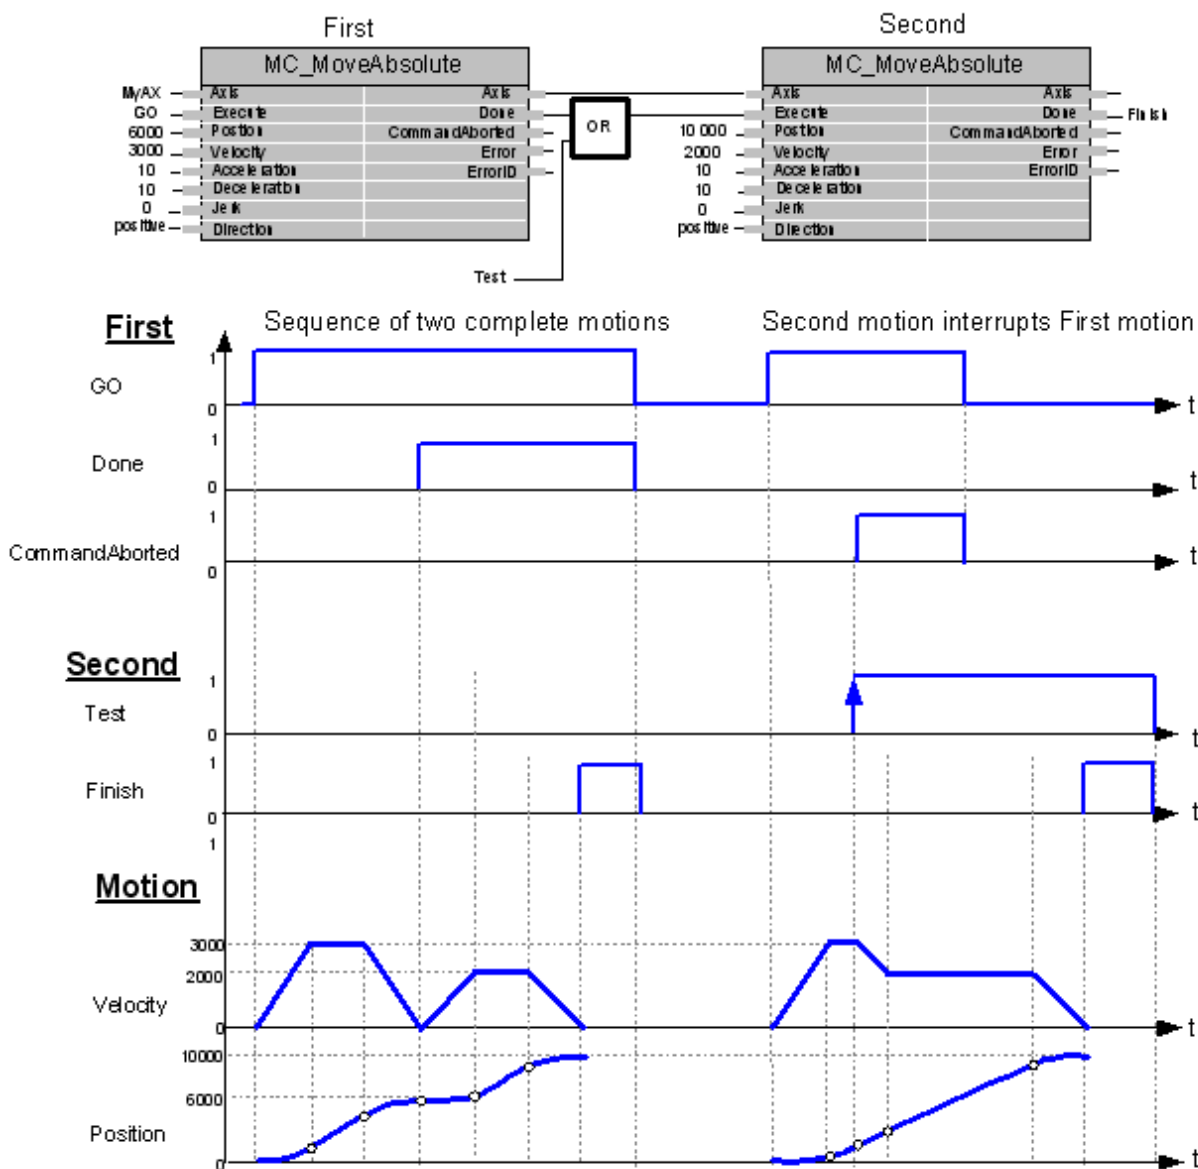 First Second
MC_MoveAbsolute MC_MoveAbsolute
MyAX Axis Axis Axis Axis
GO Execute Done OR Execute Done Finish
6000 Position CommandAborted 10 000 Position CommandAborted
3000 Velocity Error 2000 Velocity Error
10 Acceleration ErrorID 10 Acceleration ErrorID
10 Deceleration 10 Deceleration
0 Jerk 0 Jerk
positive Direction positive Direction
Test
First Sequence of two complete motions Second motion interrupts First motion
1
GO
0 t
1
Done
0 t
1
CommandAborted
0 t
Second
1
Test
0 t
1
Finish
0 t
1
Motion
3000
2000
Velocity
0 t
10000
6000
Position
0 t